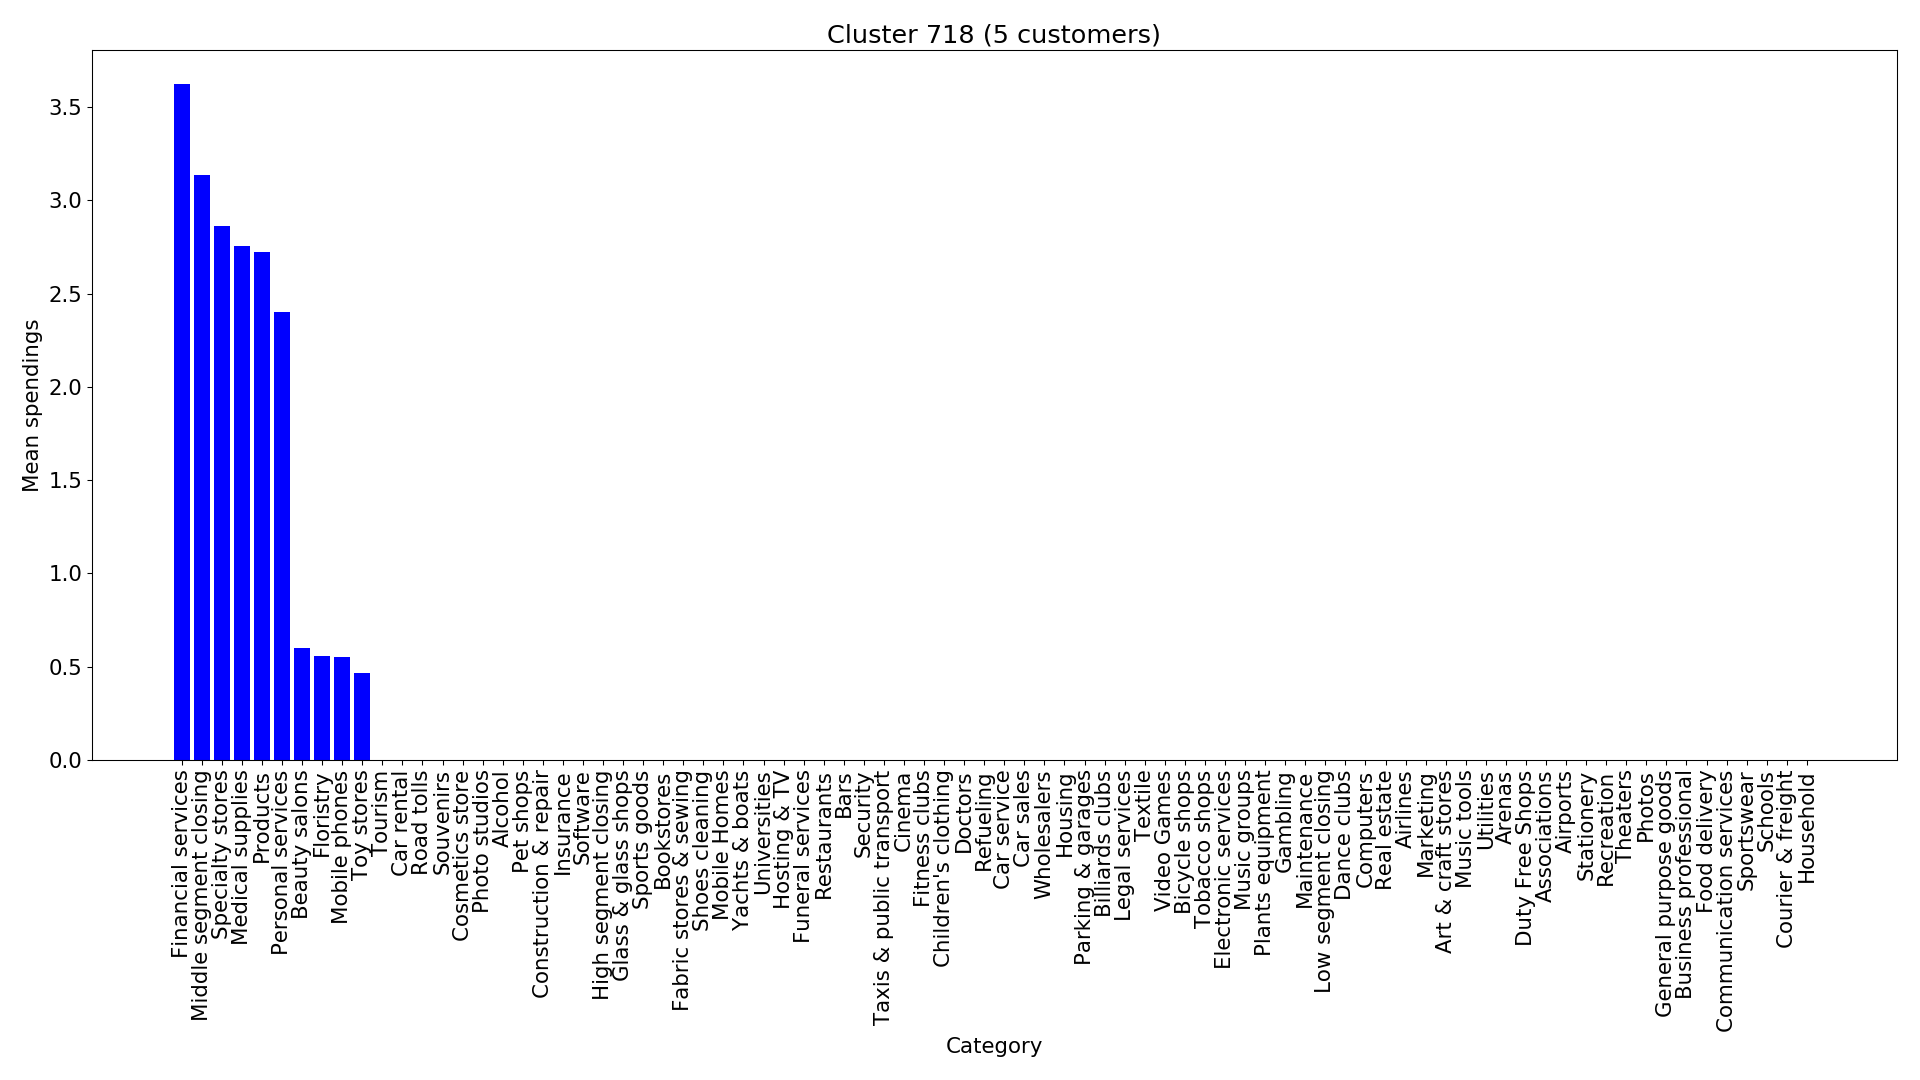 Cluster 718 (5 customers)
Mean spendings
3.5
3.0
2.5
2.0
1.5
1.0
0.5
0.0
Financial services
Middle segment closing
Specialty stores
Medical supplies
Products
Personal services
Beauty salons
Floristry
Mobile phones
Toy stores
Tourism
Car rental
Road tolls
Souvenirs
Cosmetics store
Photo studios
Alcohol
Pet shops
Construction & repair
Insurance
Software
High segment closing
Glass & glass shops
Sports goods
Bookstores
Fabric stores & sewing
Shoes cleaning
Mobile Homes
Yachts & boats
Universities
Hosting & TV
Funeral services
Restaurants
Bars
Security
Taxis & public transport
Cinema
Fitness clubs
Children's clothing
Doctors
Refueling
Car service
Car sales
Wholesalers
Housing
Parking & garages
Billiards clubs
Legal services
Textile
Video Games
Bicycle shops
Tobacco shops
Electronic services
Music groups
Plants equipment
Gambling
Maintenance
Low segment closing
Dance clubs
Computers
Real estate
Airlines
Marketing
Art & craft stores
Music tools
Utilities
Arenas
Duty Free Shops
Associations
Airports
Stationery
Recreation
Theaters
Photos
General purpose goods
Business professional
Food delivery
Communication services
Sportswear
Schools
Courier & freight
Household
Category